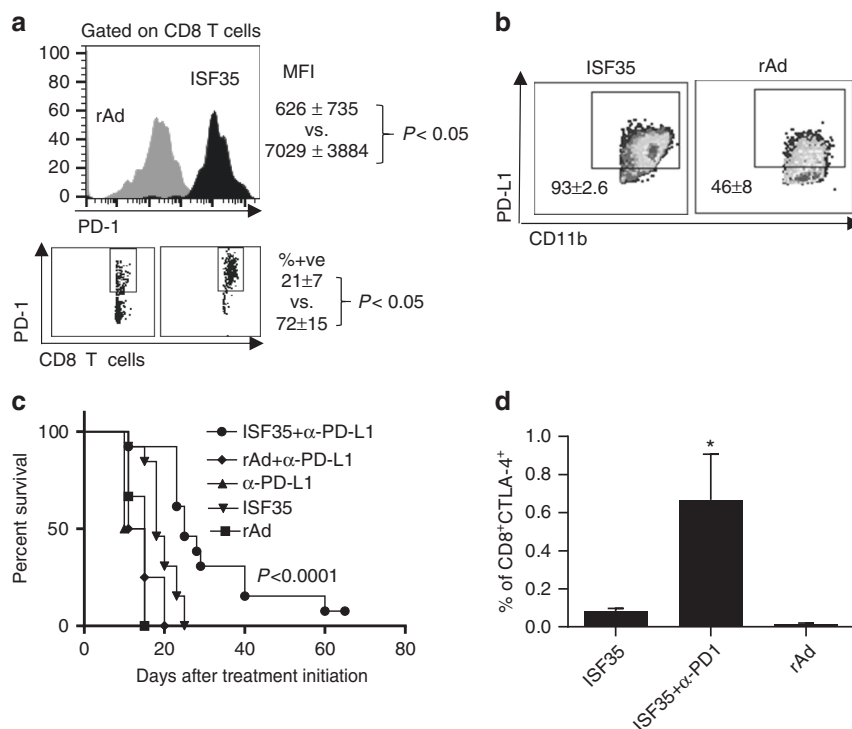 a
Gated on CD8 T cells
100
80
60
40
20
0
rAd
ISF35
PD-1
MFI
626 ± 735
vs.
7029 ± 3884
P< 0.05
PD-1
CD8 T cells
%+ve
21±7
vs.
72±15
P < 0.05
b
ISF35
rAd
93±2.6
46±8
PD-L1
CD11b
c
Percent survival
100
50
0
0
20
40
60
80
Days after treatment initiation
ISF35+α-PD-L1
rAd+α-PD-L1
α-PD-L1
ISF35
rAd
P<0.0001
d
% of CD8+CTLA-4+
1.0
0.8
0.6
0.4
0.2
0.0
*
ISF35
ISF35+α-PD1
rAd